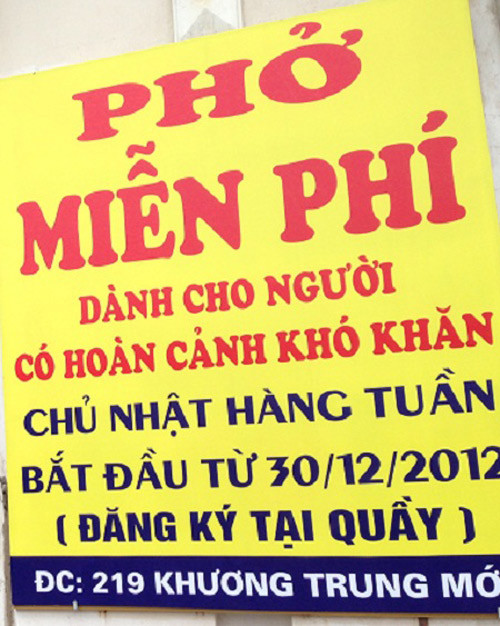 PHỞ
MIỄN PHÍ
DÀNH CHO NGƯỜI
CÓ HOÀN CẢNH KHÓ KHĂN
CHỦ NHẬT HÀNG TUẦN
BẮT ĐẦU TỪ 30/12/2012
( ĐĂNG KÝ TẠI QUẦY )
ĐC: 219 KHƯƠNG TRUNG MỚ